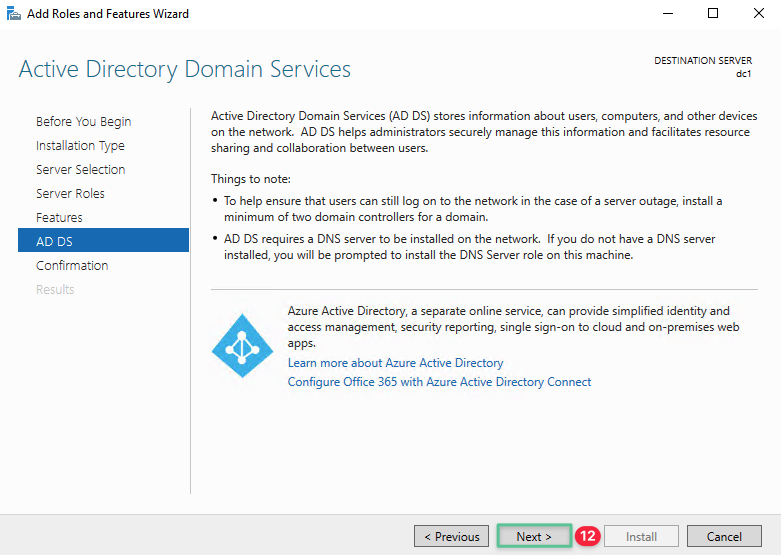 Add Roles and Features Wizard
Active Directory Domain Services
DESTINATION SERVER
dc1
Before You Begin
Installation Type
Server Selection
Server Roles
Features
AD DS
Confirmation
Results
Active Directory Domain Services (AD DS) stores information about users, computers, and other devices
on the network.  AD DS helps administrators securely manage this information and facilitates resource
sharing and collaboration between users.
Things to note:
• To help ensure that users can still log on to the network in the case of a server outage, install a
minimum of two domain controllers for a domain.
• AD DS requires a DNS server to be installed on the network.  If you do not have a DNS server
installed, you will be prompted to install the DNS Server role on this machine.
Azure Active Directory, a separate online service, can provide simplified identity and
access management, security reporting, single sign-on to cloud and on-premises web
apps.
Learn more about Azure Active Directory
Configure Office 365 with Azure Active Directory Connect
< Previous
Next >
12
Install
Cancel